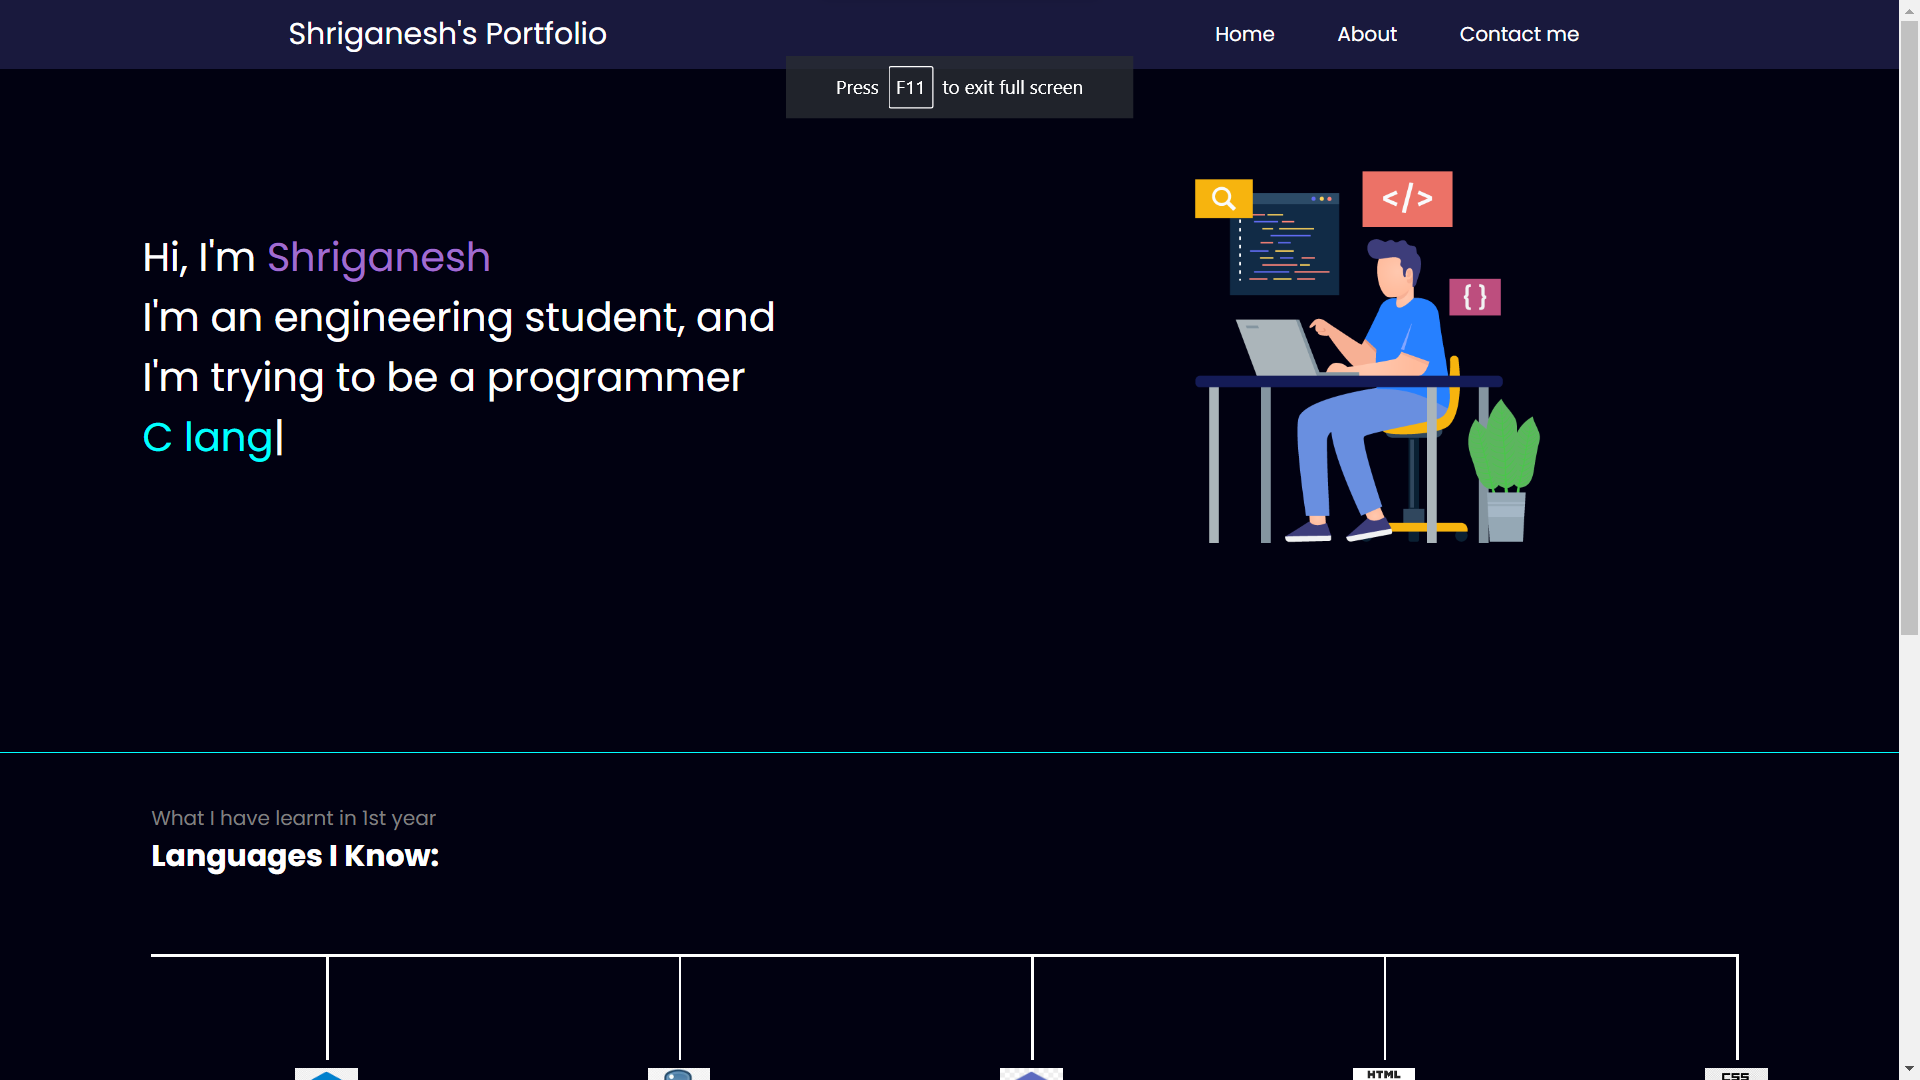 Shriganesh's Portfolio
Home
About
Contact me
Press F11 to exit full screen
</>
{ }
Hi, I'm Shriganesh
I'm an engineering student, and
I'm trying to be a programmer
C lang|
What I have learnt in 1st year
Languages I Know:
HTML
CSS